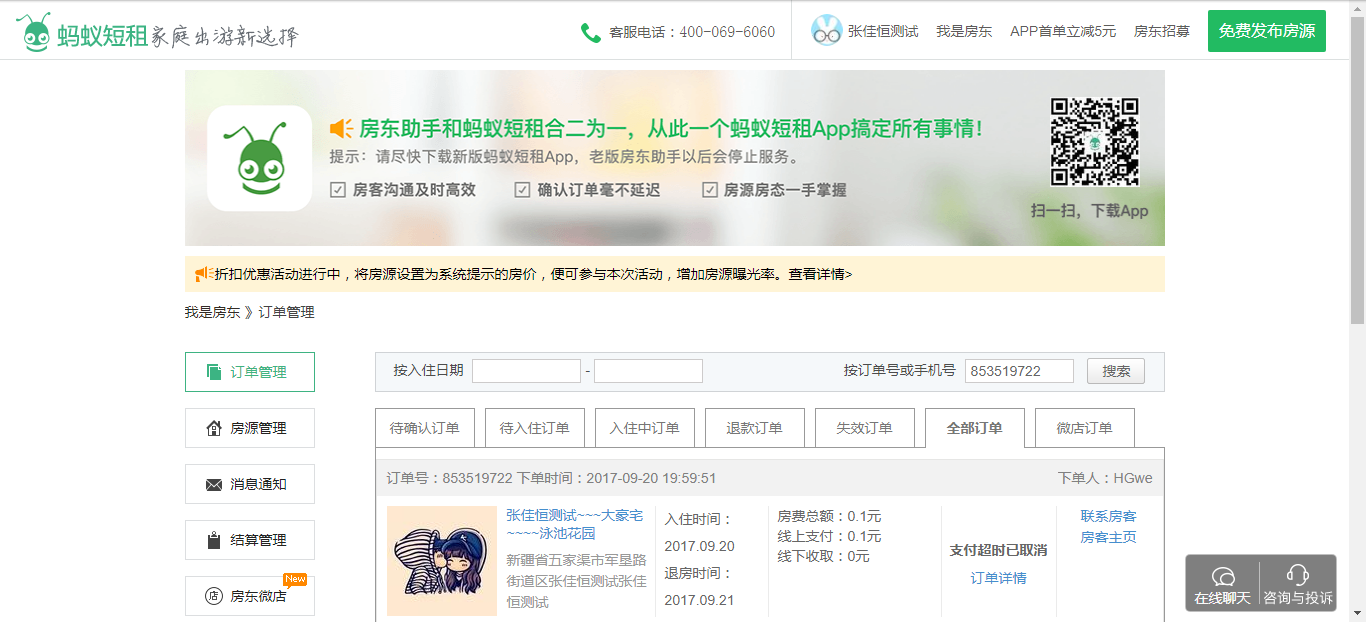 蚂蚁短租 家庭出游新选择
客服电话：400-069-6060
张佳恒测试 我是房东 APP首单立减5元 房东招募 免费发布房源
房东助手和蚂蚁短租合二为一，从此一个蚂蚁短租App搞定所有事情！
提示：请尽快下载新版蚂蚁短租App，老版房东助手以后会停止服务。
房客沟通及时高效 确认订单毫不延迟 房源房态一手掌握
扫一扫，下载App
折扣优惠活动进行中，将房源设置为系统提示的房价，便可参与本次活动，增加房源曝光率。查看详情>
我是房东 》订单管理
订单管理
房源管理
消息通知
结算管理
房东微店 New
店
按入住日期 - 按订单号或手机号 853519722 搜索
待确认订单 待入住订单 入住中订单 退款订单 失效订单 全部订单 微店订单
订单号：853519722 下单时间：2017-09-20 19:59:51 下单人：HGwe
张佳恒测试~~~大豪宅
~~~~泳池花园
新疆省五家渠市军垦路
街道区张佳恒测试张佳
恒测试
入住时间：
2017.09.20
退房时间：
2017.09.21
房费总额：0.1元
线上支付：0.1元
线下收取：0元
支付超时已取消
订单详情
联系房客
房客主页
在线聊天 咨询与投诉